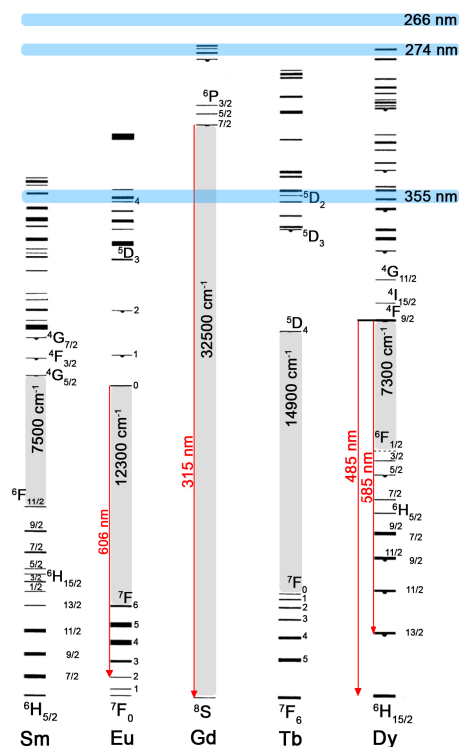 266 nm
274 nm
355 nm
7500 cm⁻¹
⁴G₇/₂
⁴F₃/₂
⁴G₅/₂
⁶F₁₁/₂
9/2
7/2
5/2
3/2
1/2
⁶H₁₅/₂
13/2
11/2
9/2
7/2
⁶H₅/₂
Sm
4
⁵D₃
2
1
0
12300 cm⁻¹
606 nm
⁷F₆
5
4
3
2
1
⁷F₀
Eu
⁶P₃/₂
5/2
7/2
32500 cm⁻¹
315 nm
⁸S
Gd
⁵D₂
⁵D₃
⁵D₄
14900 cm⁻¹
⁷F₀
1
2
3
4
5
⁷F₆
Tb
⁴G₁₁/₂
⁴I₁₅/₂
⁴F₉/₂
7300 cm⁻¹
485 nm
585 nm
⁶F₁/₂
3/2
5/2
7/2
⁶H₅/₂
9/2
7/2
11/2
9/2
11/2
13/2
⁶H₁₅/₂
Dy